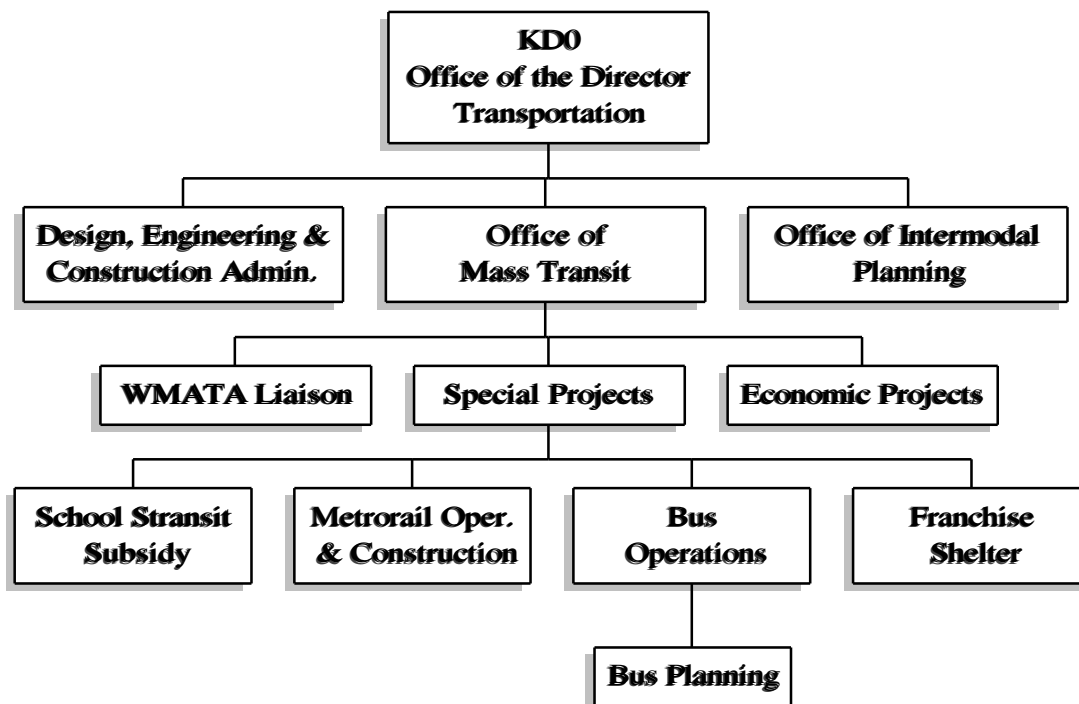 KD0
Office of the Director
Transportation
Design, Engineering &
Construction Admin.
Office of
Mass Transit
Office of Intermodal
Planning
WMATA Liaison
Special Projects
Economic Projects
School Stransit
Subsidy
Metrorail Oper.
& Construction
Bus
Operations
Franchise
Shelter
Bus Planning